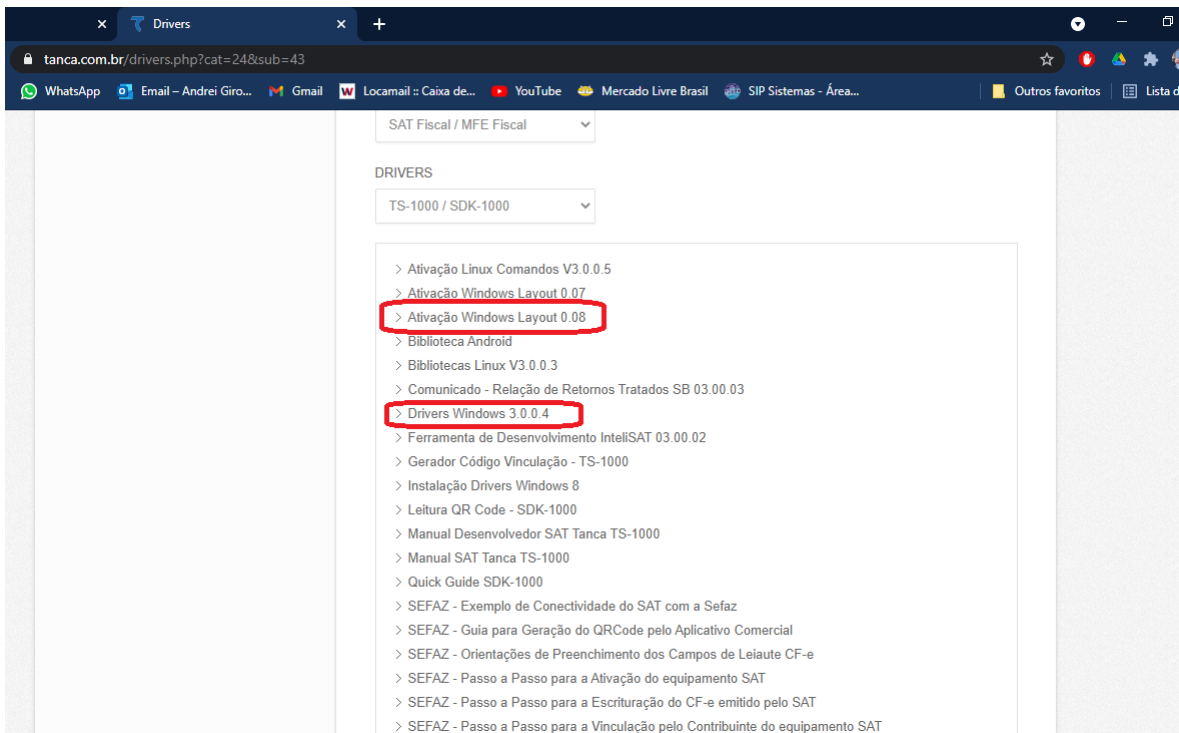 Drivers
tanca.com.br/drivers.php?cat=24&sub=43
WhatsApp Email – Andrei Giro... Gmail Locamail :: Caixa de... YouTube Mercado Livre Brasil SIP Sistemas - Área... Outros favoritos Lista d
SAT Fiscal / MFE Fiscal
DRIVERS
TS-1000 / SDK-1000
> Ativação Linux Comandos V3.0.0.5
> Ativação Windows Layout 0.07
> Ativação Windows Layout 0.08
> Biblioteca Android
> Bibliotecas Linux V3.0.0.3
> Comunicado - Relação de Retornos Tratados SB 03.00.03
> Drivers Windows 3.0.0.4
> Ferramenta de Desenvolvimento InteliSAT 03.00.02
> Gerador Código Vinculação - TS-1000
> Instalação Drivers Windows 8
> Leitura QR Code - SDK-1000
> Manual Desenvolvedor SAT Tanca TS-1000
> Manual SAT Tanca TS-1000
> Quick Guide SDK-1000
> SEFAZ - Exemplo de Conectividade do SAT com a Sefaz
> SEFAZ - Guia para Geração do QRCode pelo Aplicativo Comercial
> SEFAZ - Orientações de Preenchimento dos Campos de Leiaute CF-e
> SEFAZ - Passo a Passo para a Ativação do equipamento SAT
> SEFAZ - Passo a Passo para a Escrituração do CF-e emitido pelo SAT
> SEFAZ - Passo a Passo para a Vinculação pelo Contribuinte do equipamento SAT